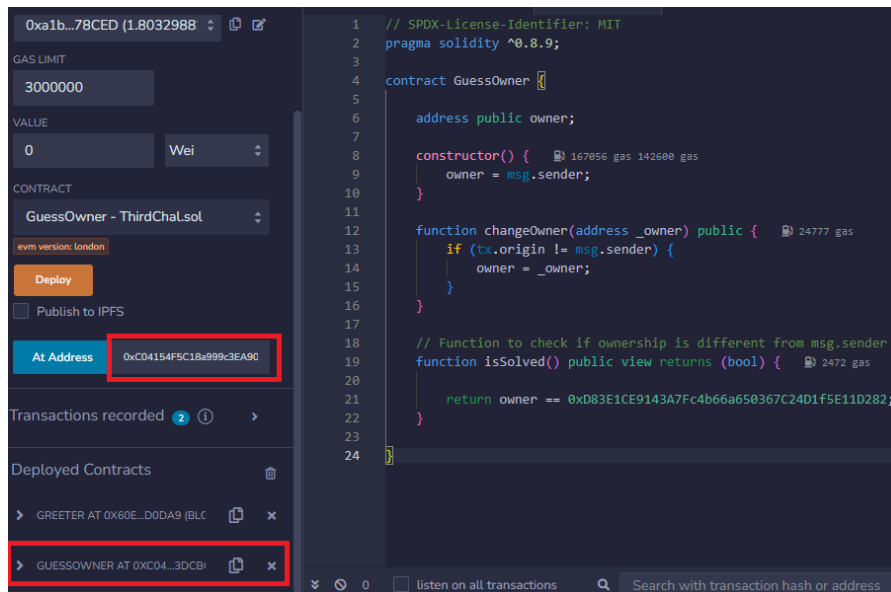 0xa1b...78CED (1.8032988
GAS LIMIT
3000000
VALUE
0
Wei
CONTRACT
GuessOwner - ThirdChal.sol
evm version: london
Deploy
Publish to IPFS
At Address
0xC04154F5C18a999c3EA90
Transactions recorded 2 i
Deployed Contracts
GREETER AT 0X60E...D0DA9 (BLC
GUESSOWNER AT 0XC04...3DCB
1 // SPDX-License-Identifier: MIT
2 pragma solidity ^0.8.9;
3
4 contract GuessOwner {
5
6 address public owner;
7
8 constructor() { 167056 gas 142600 gas
9 owner = msg.sender;
10 }
11
12 function changeOwner(address _owner) public { 24777 gas
13 if (tx.origin != msg.sender) {
14 owner = _owner;
15 }
16 }
17
18 // Function to check if ownership is different from msg.sender
19 function isSolved() public view returns (bool) { 2472 gas
20
21 return owner == 0xD83E1CE9143A7Fc4b66a650367C24D1f5E11D282;
22 }
23
24 }
0
listen on all transactions
Search with transaction hash or address